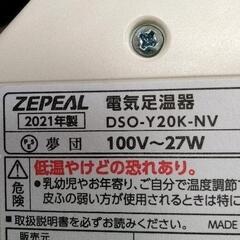 ZEPEAL 電気足温器
2021年製 DSO-Y20K-NV
夢団 100V～27W
低温やけどの恐れあり。
危険
●乳幼児やお年寄り、ご自分で温度調節
皮ふの弱い方が使用されるときは特に
●取扱説明書を必ずお読みください。
MADE
販売元